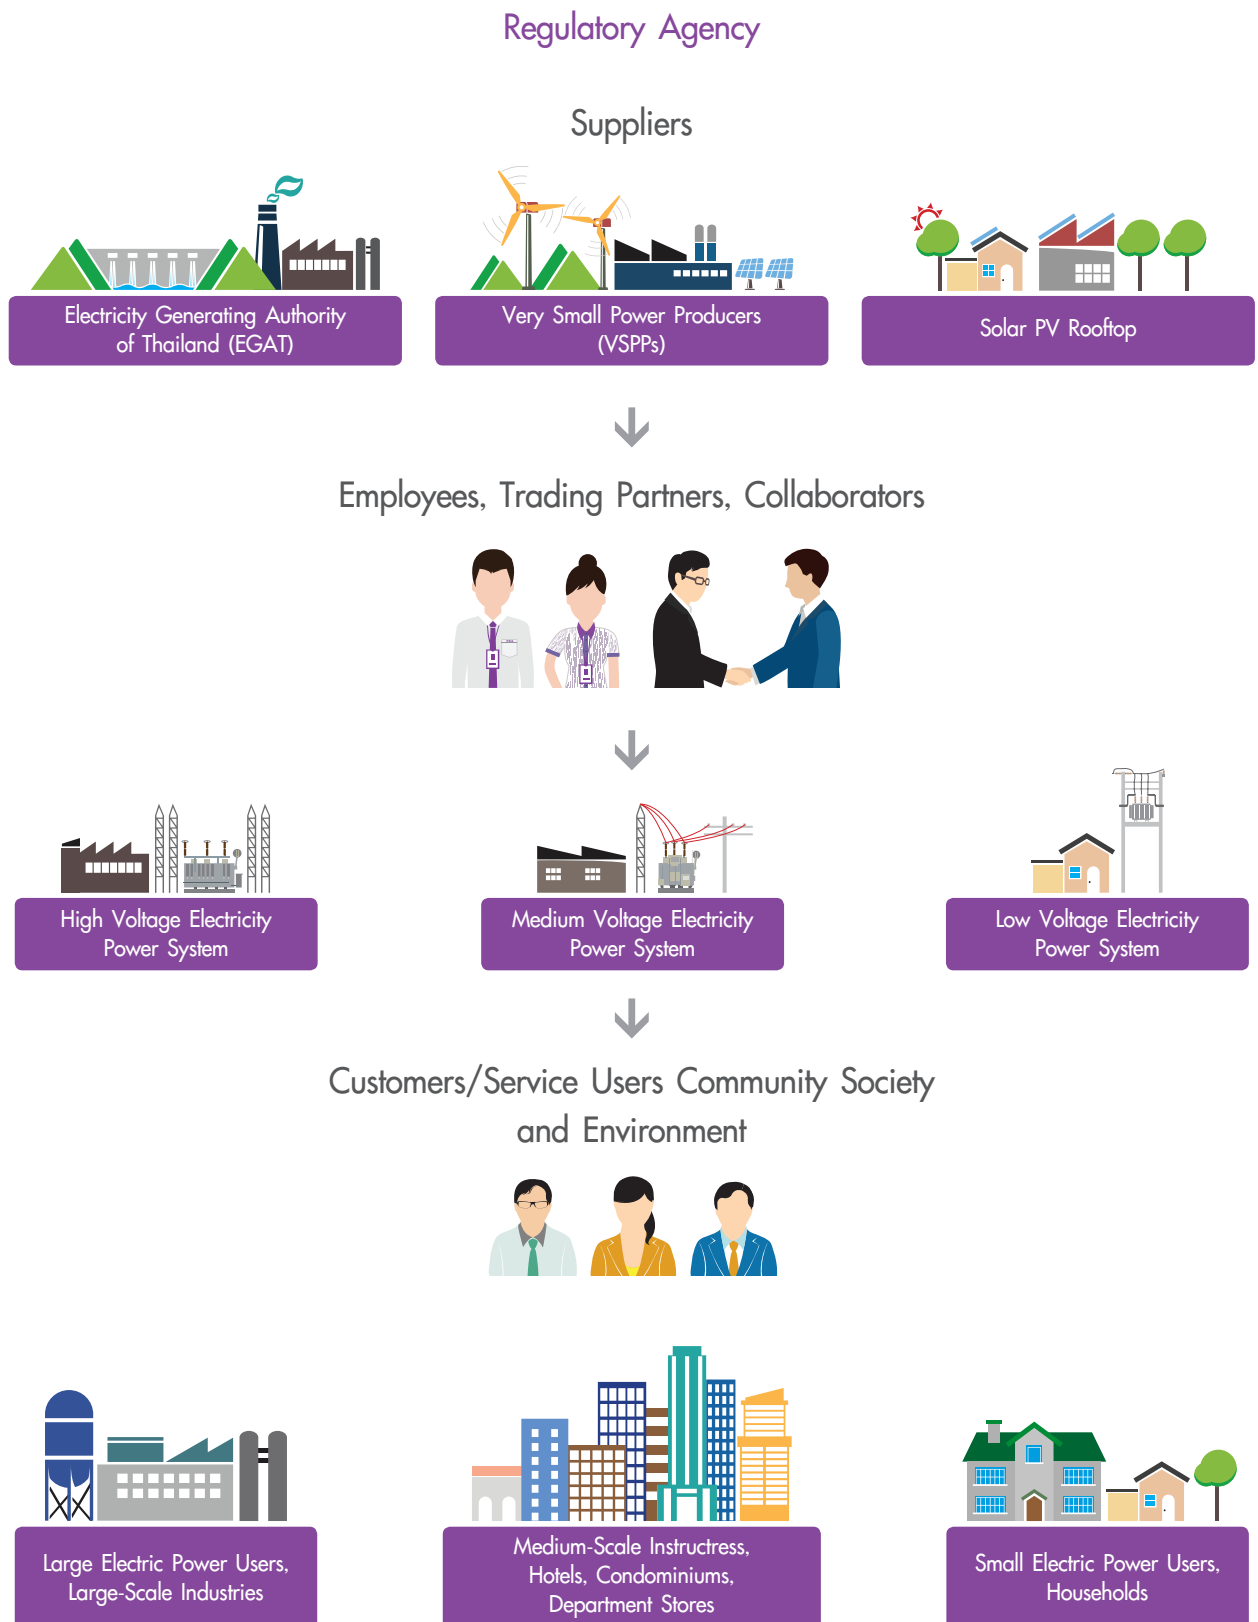 Regulatory Agency
Suppliers
Electricity Generating Authority
of Thailand (EGAT)
Very Small Power Producers
(VSPPs)
Solar PV Rooftop
Employees, Trading Partners, Collaborators
High Voltage Electricity
Power System
Medium Voltage Electricity
Power System
Low Voltage Electricity
Power System
Customers/Service Users Community Society
and Environment
Large Electric Power Users,
Large-Scale Industries
Medium-Scale Instructress,
Hotels, Condominiums,
Department Stores
Small Electric Power Users,
Households